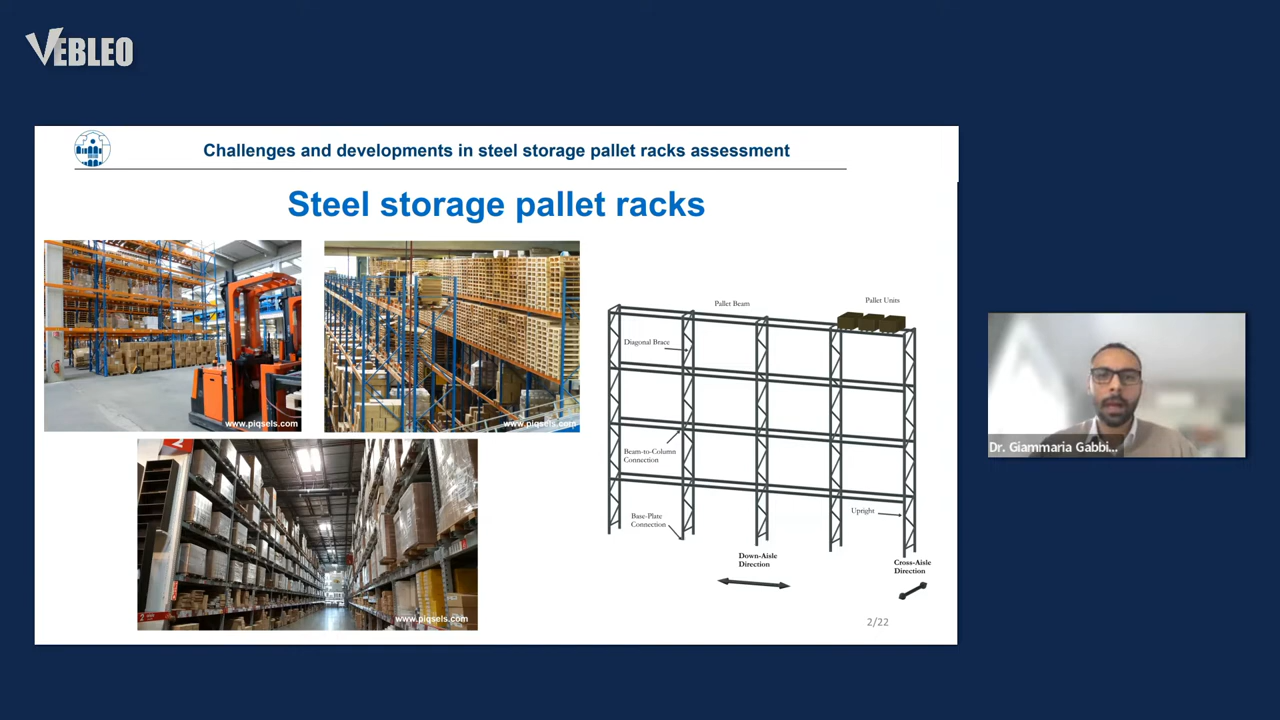 VEBLEO
Challenges and developments in steel storage pallet racks assessment
Steel storage pallet racks
www.piqsels.com
www.piqsels.com
Pallet Beam
Pallet Units
Diagonal Brace
Beam-to-Column
Connection
Base-Plate
Connection
Upright
Down-Aisle
Direction
Cross-Aisle
Direction
2
2
www.piqsels.com
2/22
Dr. Giammaria Gabbi...